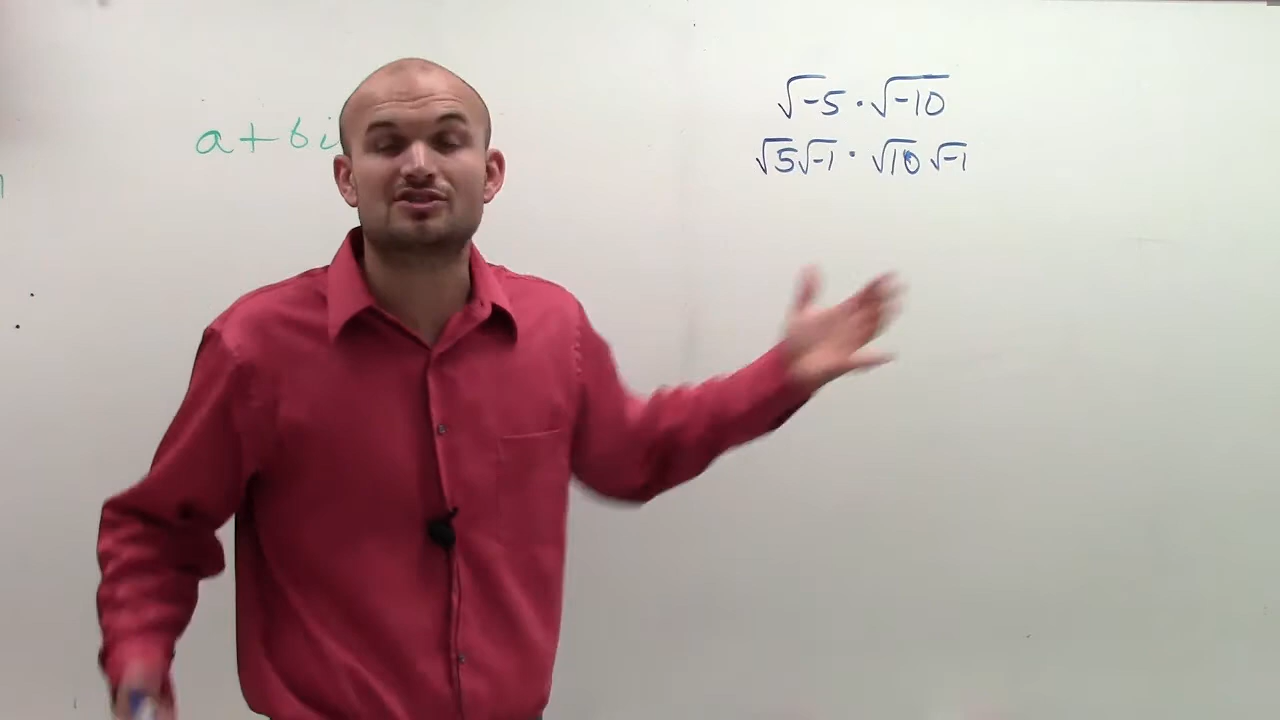 a+bi
√-5 · √-10
√5√-1 · √10 √-1